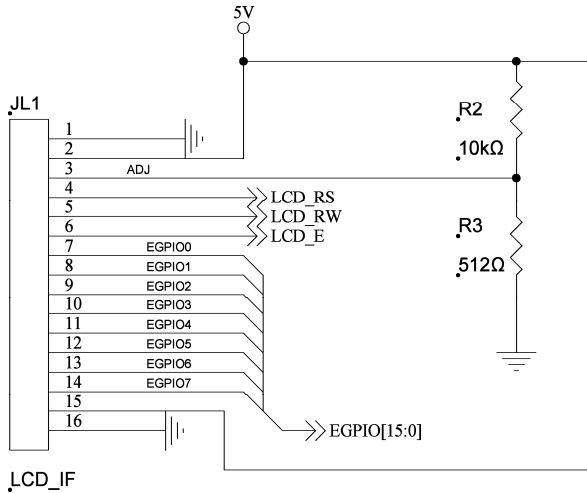 5V
JL1
1
2
3 ADJ
4 LCD_RS
5 LCD_RW
6 LCD_E
7 EGPIO0
8 EGPIO1
9 EGPIO2
10 EGPIO3
11 EGPIO4
12 EGPIO5
13 EGPIO6
14 EGPIO7
15
16
EGPIO[15:0]
LCD_IF
R2
10kΩ
R3
512Ω